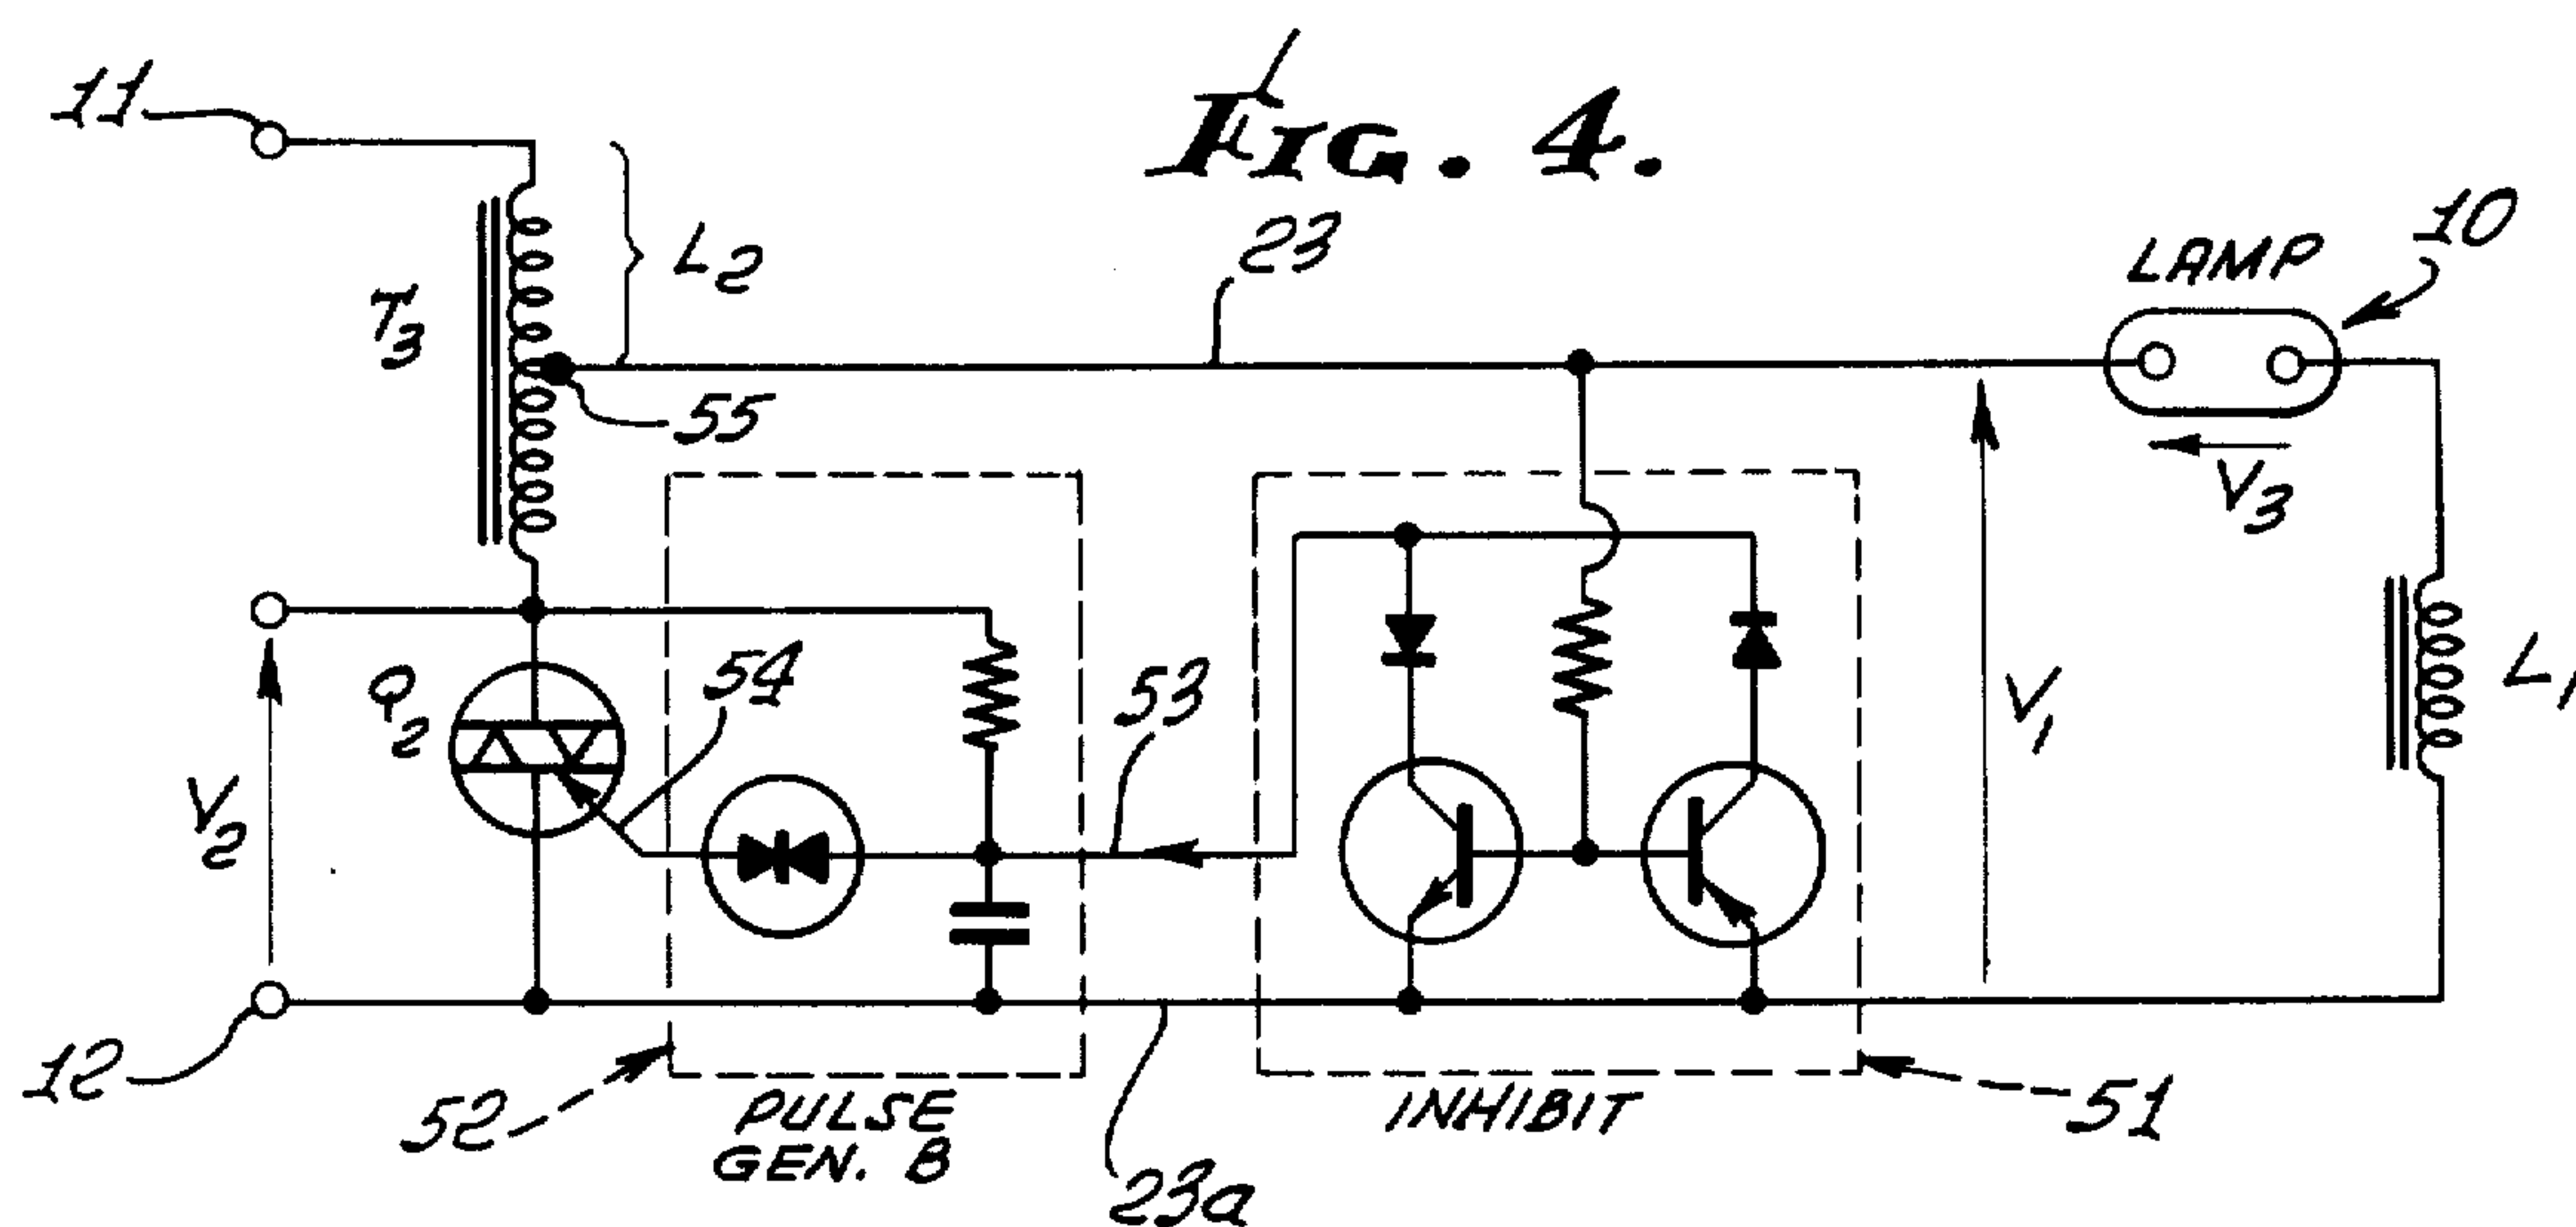 FIG. 4.
11
L2
T3
23
LAMP
10
55
V3
Q2
54
53
V1
L1
V2
12
52
PULSE
GEN. B
INHIBIT
51
23a